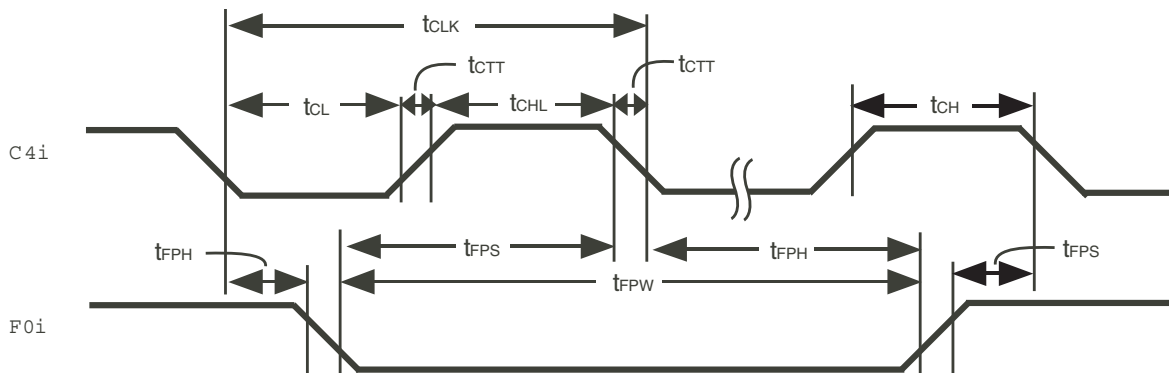 tCLK
tCTT
tCTT
tCL
tCHL
tCH
C4i
tFPH
tFPS
tFPH
tFPS
tFPW
F0i